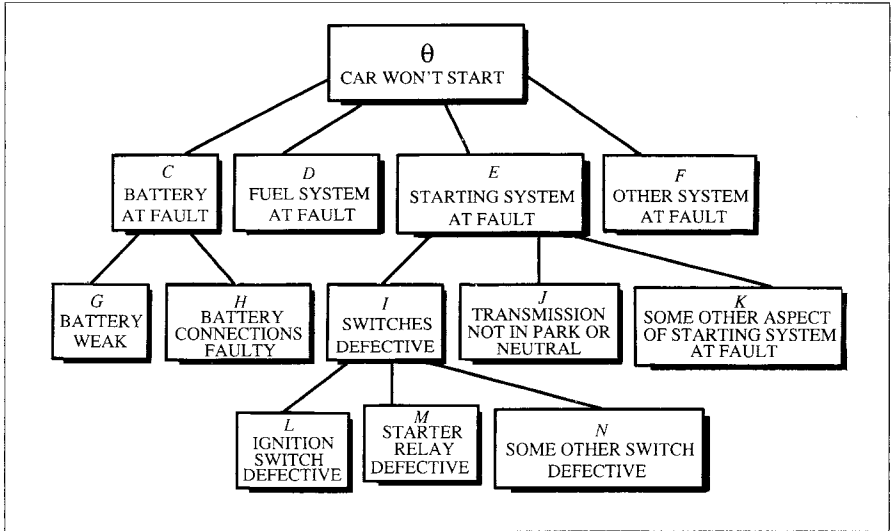 θ
CAR WON'T START
C
BATTERY
AT FAULT
D
FUEL SYSTEM
AT FAULT
E
STARTING SYSTEM
AT FAULT
F
OTHER SYSTEM
AT FAULT
G
BATTERY
WEAK
H
BATTERY
CONNECTIONS
FAULTY
I
SWITCHES
DEFECTIVE
J
TRANSMISSION
NOT IN PARK OR
NEUTRAL
K
SOME OTHER ASPECT
OF STARTING SYSTEM
AT FAULT
L
IGNITION
SWITCH
DEFECTIVE
M
STARTER
RELAY
DEFECTIVE
N
SOME OTHER SWITCH
DEFECTIVE